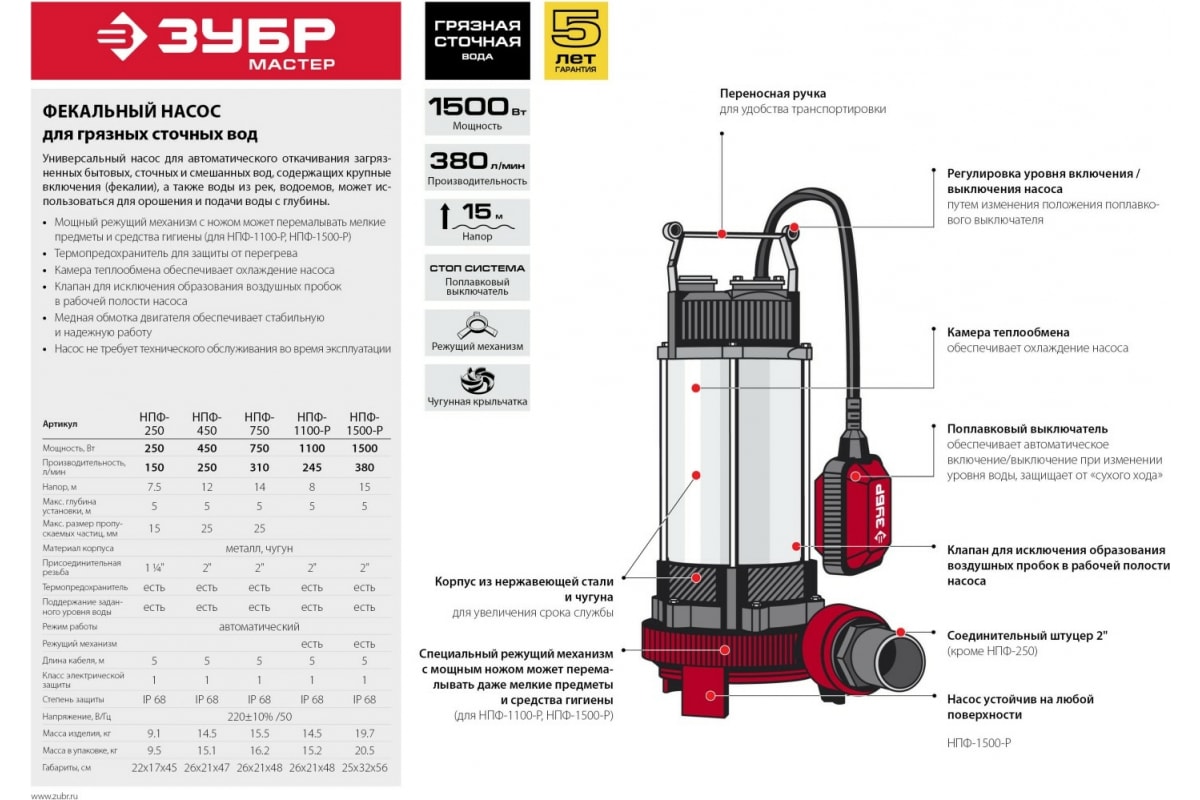 ЗУБР
МАСТЕР
ФЕКАЛЬНЫЙ НАСОС
для грязных сточных вод
Универсальный насос для автоматического откачивания загряз-
ненных бытовых, сточных и смешанных вод, содержащих крупные
включения (фекалии), а также воды из рек, водоемов, может ис-
пользоваться для орошения и подачи воды с глубины.
• Мощный режущий механизм с ножом может перемалывать мелкие
предметы и средства гигиены (для НПФ-1100-Р, НПФ-1500-Р)
• Термопредохранитель для защиты от перегрева
• Камера теплообмена обеспечивает охлаждение насоса
• Клапан для исключения образования воздушных пробок
в рабочей полости насоса
• Медная обмотка двигателя обеспечивает стабильную
и надежную работу
• Насос не требует технического обслуживания во время эксплуатации
Артикул НПФ-250 НПФ-450 НПФ-750 НПФ-1100-Р НПФ-1500-Р
Мощность, Вт 250 450 750 1100 1500
Производительность, л/мин 150 250 310 245 380
Напор, м 7.5 12 14 8 15
Макс. глубина установки, м 5 5 5 5 5
Макс. размер пропу-скаемых частиц, мм 15 25 25
Материал корпуса металл, чугун
Присоединительная резьба 1 ¼" 2" 2" 2" 2"
Термопредохранитель есть есть есть есть есть
Поддержание задан-ного уровня воды есть есть есть есть есть
Режим работы автоматический
Режущий механизм есть есть
Длина кабеля, м 5 5 5 5 5
Класс электрической защиты 1 1 1 1 1
Степень защиты IP 68 IP 68 IP 68 IP 68 IP 68
Напряжение, В/Гц 220±10% /50
Масса изделия, кг 9.1 14.5 15.5 14.5 19.7
Масса в упаковке, кг 9.5 15.1 16.2 15.2 20.5
Габариты, см 22x17x45 26x21x47 26x21x48 26x21x48 25x32x56
www.zubr.ru
ГРЯЗНАЯ
СТОЧНАЯ
ВОДА
5
лет
ГАРАНТИЯ
1500 Вт
Мощность
380 л/мин
Производительность
15 м
Напор
СТОП СИСТЕМА
Поплавковый
выключатель
Режущий механизм
Чугунная крыльчатка
Переносная ручка
для удобства транспортировки
Регулировка уровня включения /
выключения насоса
путем изменения положения поплавко-
вого выключателя
Камера теплообмена
обеспечивает охлаждение насоса
Поплавковый выключатель
обеспечивает автоматическое
включение/выключение при изменении
уровня воды, защищает от «сухого хода»
ЗУБР
Клапан для исключения образования
воздушных пробок в рабочей полости
насоса
Корпус из нержавеющей стали
и чугуна
для увеличения срока службы
Соединительный штуцер 2"
(кроме НПФ-250)
Специальный режущий механизм
с мощным ножом может перема-
лывать даже мелкие предметы
и средства гигиены
(для НПФ-1100-Р, НПФ-1500-Р)
Насос устойчив на любой
поверхности
НПФ-1500-Р